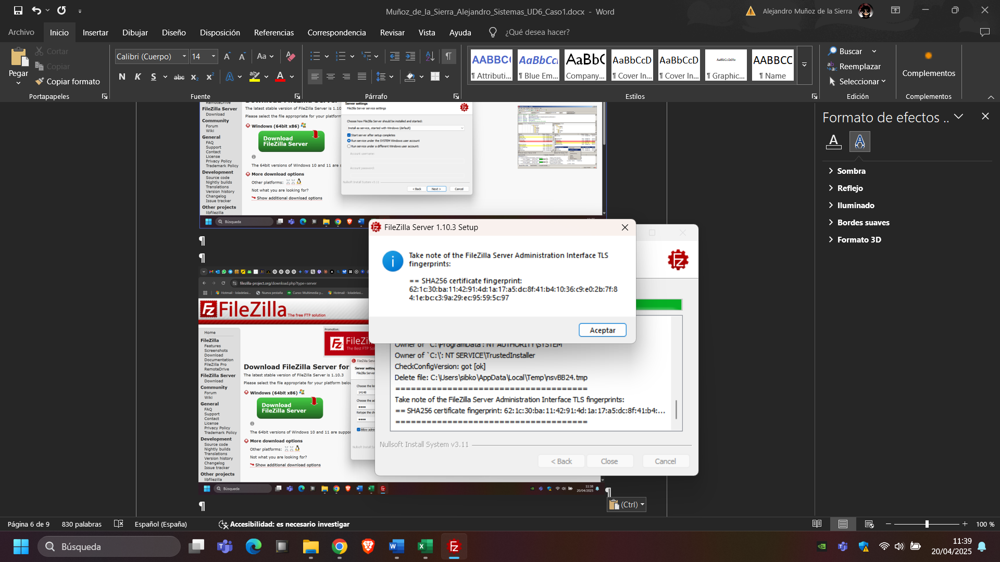 Muñoz_de_la_Sierra_Alejandro_Sistemas_UD6_Caso1.docx - Word
Alejandro Muñoz de la Sierra
Archivo Inicio Insertar Dibujar Diseño Disposición Referencias Correspondencia Revisar Vista Ayuda ¿Qué desea hacer?
Pegar
Cortar
Copiar
Copiar formato
Portapapeles
Calibri (Cuerpo) 14
Fuente
Párrafo
AABBC
¶ Atributi...
AaBbCc
¶ Blue Em...
AaBbC
Company...
AaBbCcD
¶ Cover In...
AaBbCcD
¶ Cover In...
AaBbCcDdEe
¶ Graphic...
AABBCC
¶ Name
Estilos
Buscar
Reemplazar
Seleccionar
Edición
Complementos
Complementos
FileZilla Server
Download
Community
Forum
Wiki
General
FAQ
Support
Contact
License
Privacy Policy
Trademark Policy
Development
Source code
Nightly builds
Translations
Version history
Changelog
Issue tracker
Other projects
libfilezilla
The latest stable version of FileZilla Server is 1.10
Please select the file appropriate for your platform
Windows (64bit x86)
Download
FileZilla Server
The 64bit versions of Windows 10 and 11 are s
More download options
Other platforms:
Not what you are looking for?
Show additional download options
Server settings
FileZilla Server service settings
Choose how FileZilla Server should be installed and started:
Install as service, started with Windows (default)
Start server after setup completes
Run service under the SYSTEM Windows user account
Run service under a different Windows user account:
Account username:
Account password:
Nullsoft Install System v3.11
< Back Next > Cancel
Búsqueda
¶
¶
FileZilla Server 1.10.3 Setup
Take note of the FileZilla Server Administration Interface TLS
fingerprints:
== SHA256 certificate fingerprint:
62:1c:30:ba:11:42:91:4d:1a:17:a5:dc:8f:41:b4:10:36:c9:e0:2b:7f:8
4:1e:bc:c3:9a:29:ec:95:59:5c:97
Aceptar
Owner of `C:\ProgramData': NT AUTHORITY\SYSTEM
Owner of `C:\': NT SERVICE\TrustedInstaller
CheckConfigVersion: got [ok]
Delete file: C:\Users\sibko\AppData\Local\Temp\nsvBB24.tmp
=====================================
Take note of the FileZilla Server Administration Interface TLS fingerprints:
== SHA256 certificate fingerprint: 62:1c:30:ba:11:42:91:4d:1a:17:a5:dc:8f:41:b4:...
=====================================
Nullsoft Install System v3.11
< Back Close Cancel
filezilla-project.org/download.php?type=server
Hotmail - loladelasi... Nueva pestaña Curso: Multimedia y... Hotmail - loladelasi...
FileZilla The free FTP solution
Promotion:
Home
FileZilla
Features
Screenshots
Download
Documentation
FileZilla Pro
RemoteDrive
FileZilla Server
Download
Community
Forum
Wiki
General
FAQ
Support
Contact
License
Privacy Policy
Trademark Policy
Development
Source code
Nightly builds
Translations
Version history
Changelog
Issue tracker
Other projects
libfilezilla
Download FileZilla Server for
The latest stable version of FileZilla Server is 1.10.3
Please select the file appropriate for your platform below
Windows (64bit x86)
Download
FileZilla Server
The 64bit versions of Windows 10 and 11 are suppo
More download options
Other platforms:
Not what you are looking for?
Show additional download options
Búsqueda
11:38
20/04/2025
¶
¶
(Ctrl)
Formato de efectos ..
Sombra
Reflejo
Iluminado
Bordes suaves
Formato 3D
Página 6 de 9 830 palabras Español (España) Accesibilidad: es necesario investigar 100 %
Búsqueda
11:39
20/04/2025